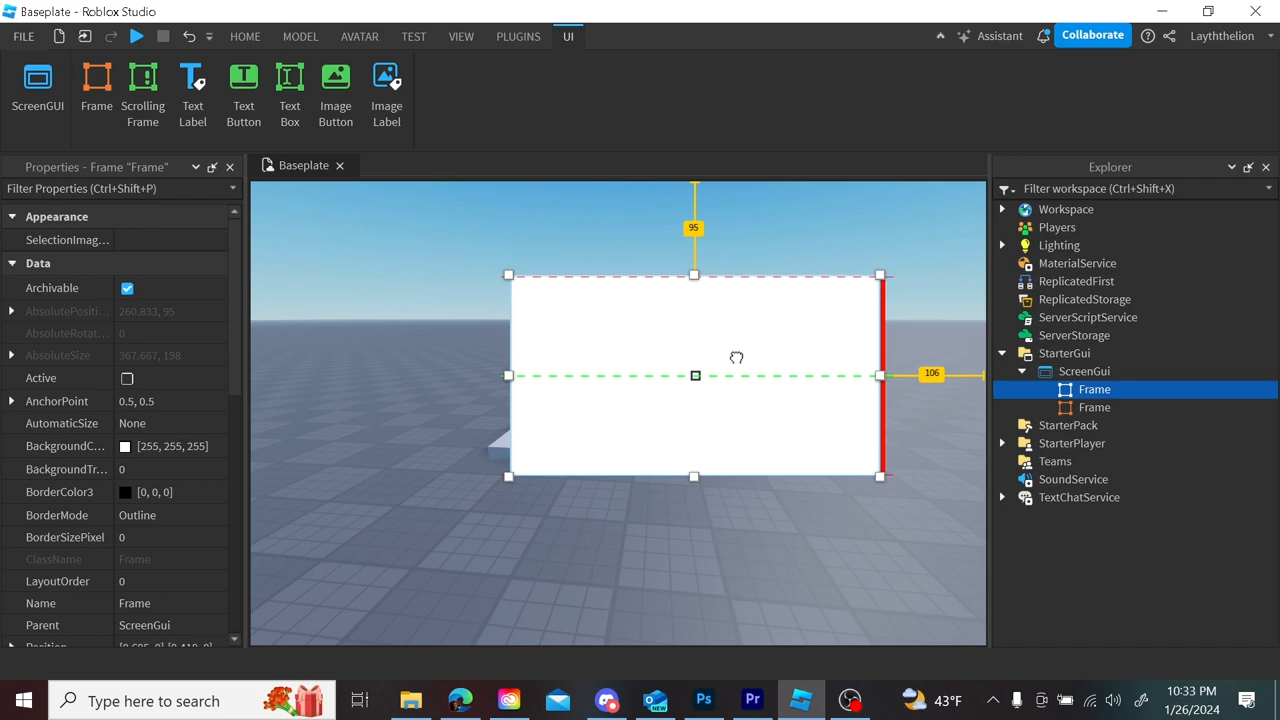 Baseplate - Roblox Studio
FILE HOME MODEL AVATAR TEST VIEW PLUGINS UI Assistant Collaborate Layththelion
ScreenGUI Frame Scrolling Frame Text Label Text Button Text Box Image Button Image Label
Properties - Frame "Frame"
Filter Properties (Ctrl+Shift+P)
Appearance
SelectionImag...
Data
Archivable
AbsolutePositi... 260.833, 95
AbsoluteRotat... 0
AbsoluteSize 367.667, 198
Active
AnchorPoint 0.5, 0.5
AutomaticSize None
BackgroundC... [255, 255, 255]
BackgroundTr... 0
BorderColor3 [0, 0, 0]
BorderMode Outline
BorderSizePixel 0
ClassName Frame
LayoutOrder 0
Name Frame
Parent ScreenGui
Baseplate
95
106
Explorer
Filter workspace (Ctrl+Shift+X)
Workspace
Players
Lighting
MaterialService
ReplicatedFirst
ReplicatedStorage
ServerScriptService
ServerStorage
StarterGui
ScreenGui
Frame
Frame
StarterPack
StarterPlayer
Teams
SoundService
TextChatService
Type here to search
NEW
Ps
Pr
43°F
10:33 PM
1/26/2024